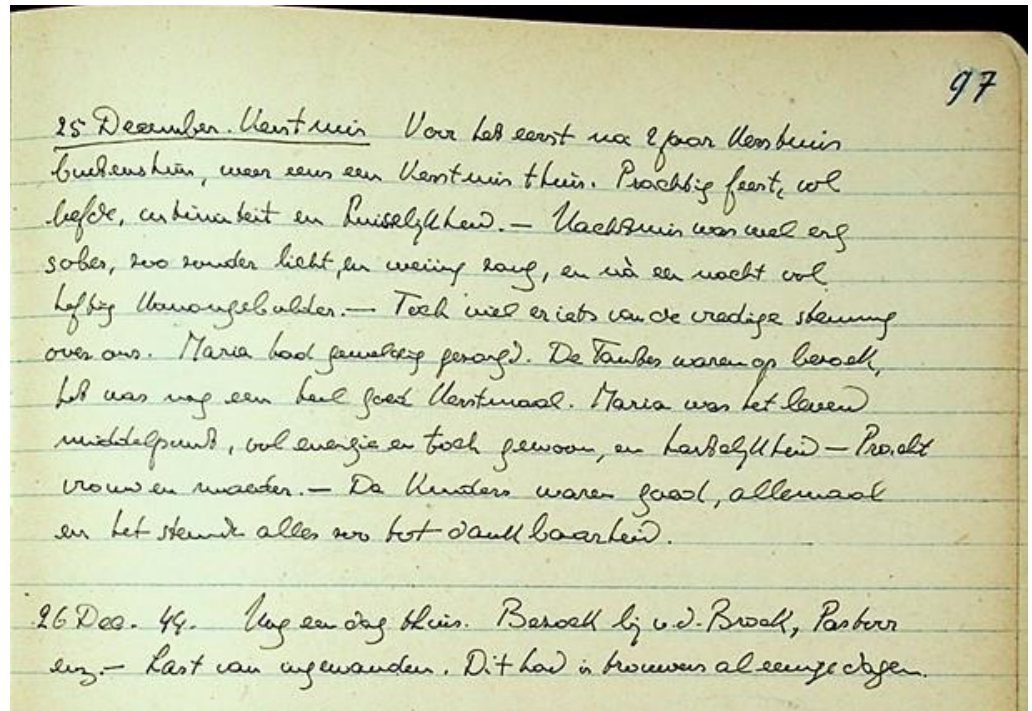 97
25 December. Kerstmis Voor het eerst na 2 jaar Kerstmis
buitenshuis, weer eens een Kerstmis thuis. Prachtig feest, vol
liefde, intimiteit en huiselijkheid. — Nachtmis was wel erg
sober, zoo zonder licht, en weinig zang, en nà een nacht vol
heftig kanongebulder. — Toch viel er iets van de vredige stemming
over ons. Maria had geweldig gezorgd. De Tantes waren op bezoek,
het was nog een heel goed Kerstmaal. Maria was het levend
middelpunt, vol energie en toch gewoon, en hartelijkheid — Pracht
vrouw en moeder. — De Kinders waren goed, allemaal
en het stemde alles zoo tot dankbaarheid.
26 Dec. 44. Nog een dag thuis. Bezoek bij v.d. Broek, Pastoor
enz. — Last van ingewanden. Dit had ik trouwens al eenige dagen.